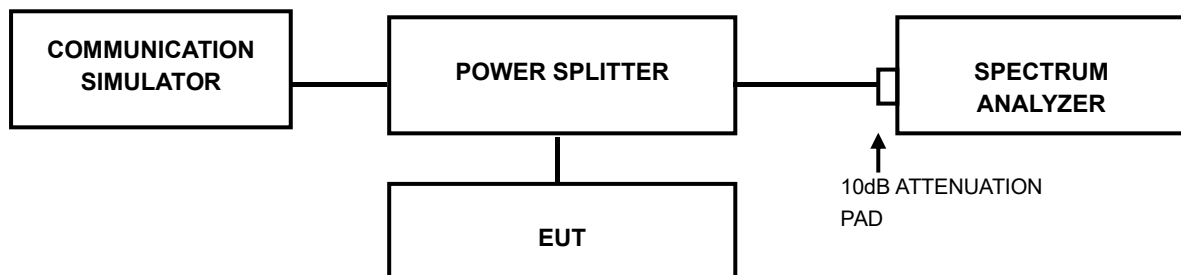 COMMUNICATION
SIMULATOR
POWER SPLITTER
SPECTRUM
ANALYZER
10dB ATTENUATION
PAD
EUT